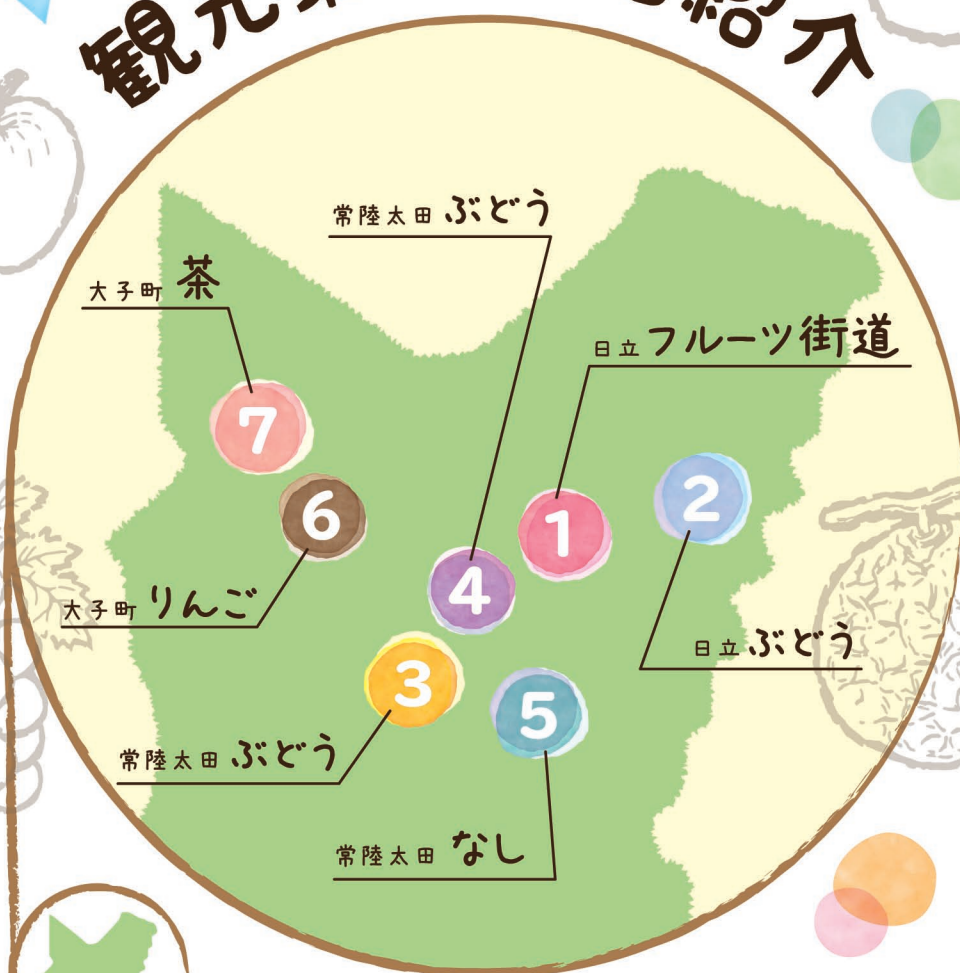 観光
紹介
常陸太田 ぶどう
大子町 茶
日立 フルーツ街道
7
2
6
1
4
大子町 りんご
日立 ぶどう
3
5
常陸太田 ぶどう
常陸太田 なし